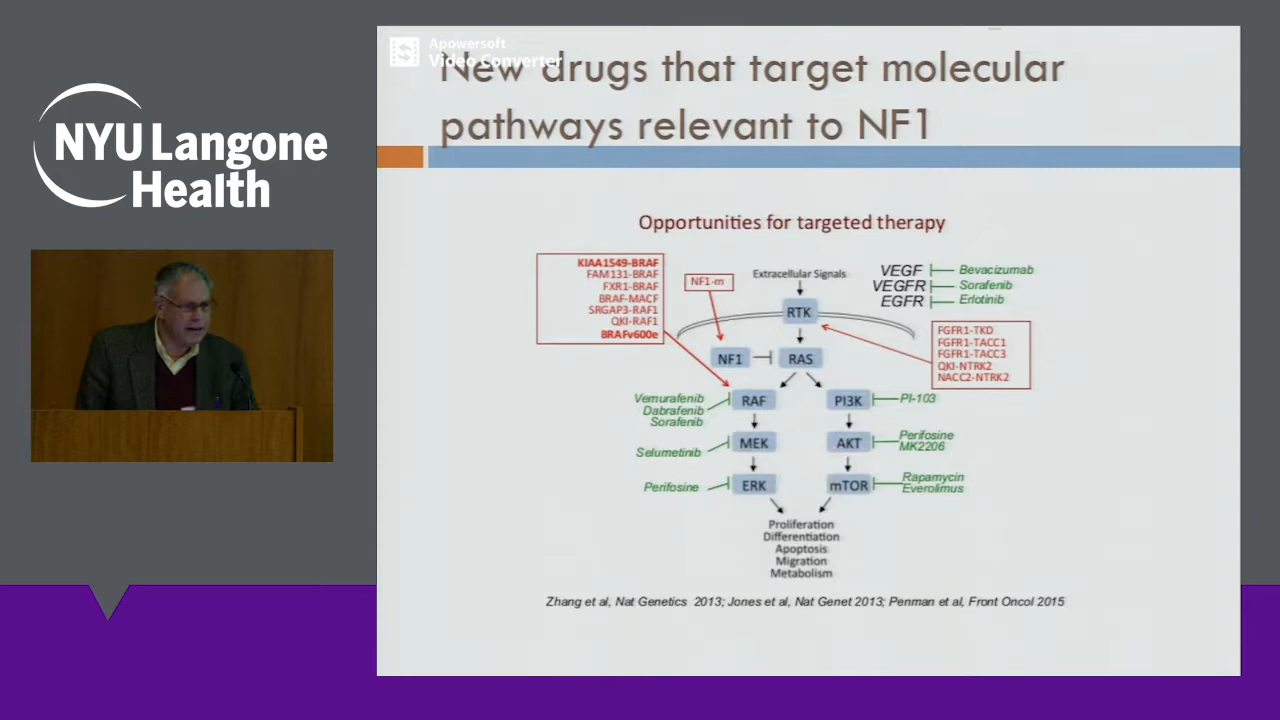 NYU Langone
Health
Apowersoft
Video Converter
New drugs that target molecular
pathways relevant to NF1
Opportunities for targeted therapy
KIAA1549-BRAF
FAM131-BRAF
FXR1-BRAF
BRAF-MACF
SRGAP3-RAF1
QKI-RAF1
BRAFv600e
NF1-m
Extracellular Signals
VEGF
VEGFR
EGFR
Bevacizumab
Sorafenib
Erlotinib
RTK
FGFR1-TKD
FGFR1-TACC1
FGFR1-TACC3
QKI-NTRK2
NACC2-NTRK2
NF1
RAS
Vemurafenib
Dabrafenib
Sorafenib
RAF
PI3K
PI-103
Selumetinib
MEK
AKT
Perifosine
MK2206
Perifosine
ERK
mTOR
Rapamycin
Everolimus
Proliferation
Differentiation
Apoptosis
Migration
Metabolism
Zhang et al, Nat Genetics 2013; Jones et al, Nat Genet 2013; Penman et al, Front Oncol 2015